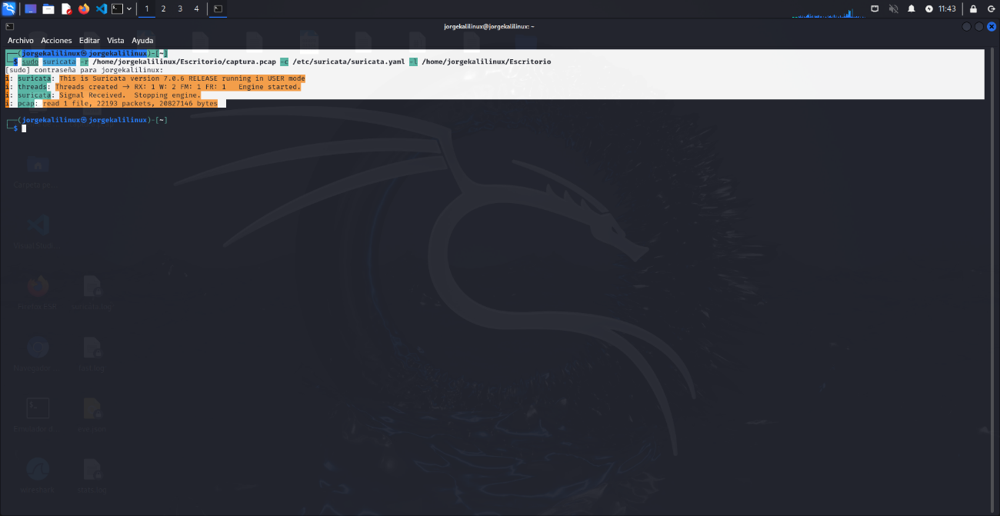 1 2 3 4 11:43
jorgekalilinux@jorgekalilinux: ~
Archivo Acciones Editar Vista Ayuda
┌──(jorgekalilinux㉿jorgekalilinux)-[~]
└─$ sudo suricata -r /home/jorgekalilinux/Escritorio/captura.pcap -c /etc/suricata/suricata.yaml -l /home/jorgekalilinux/Escritorio
[sudo] contraseña para jorgekalilinux:
i: suricata: This is Suricata version 7.0.6 RELEASE running in USER mode
i: threads: Threads created -> RX: 1 W: 2 FM: 1 FR: 1 Engine started.
i: suricata: Signal Received. Stopping engine.
i: pcap: read 1 file, 22193 packets, 20827146 bytes
┌──(jorgekalilinux㉿jorgekalilinux)-[~]
└─$